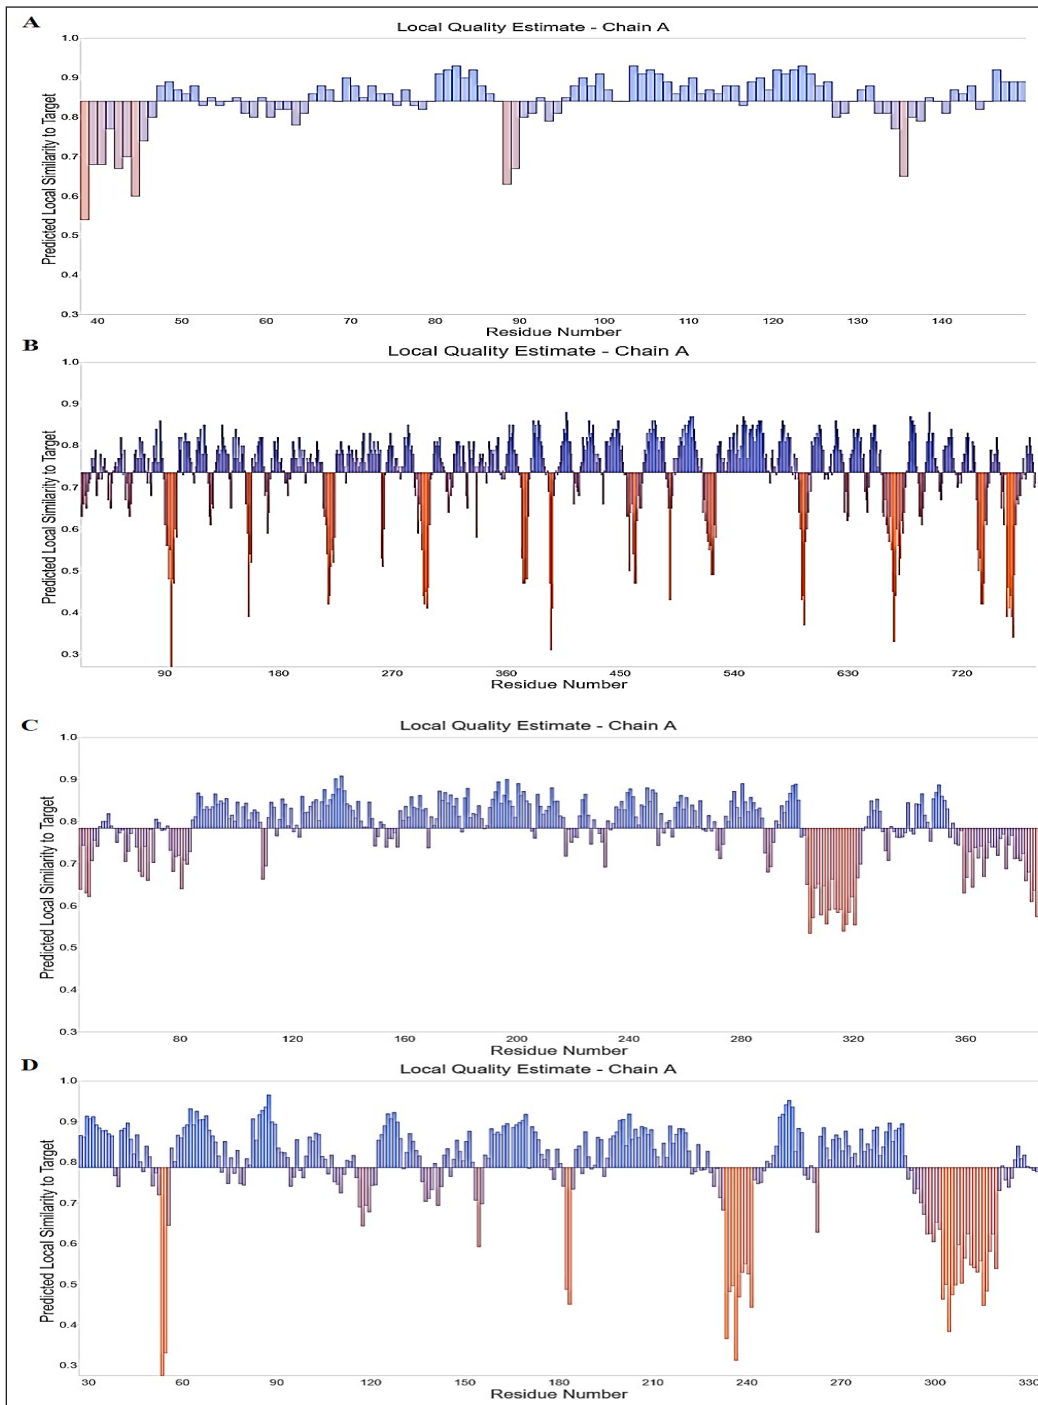 A
Local Quality Estimate - Chain A
Predicted Local Similarity to Target
1.0
0.9
0.8
0.7
0.6
0.5
0.4
0.3
40 50 60 70 80 90 100 110 120 130 140
Residue Number
B
Local Quality Estimate - Chain A
Predicted Local Similarity to Target
1.0
0.9
0.8
0.7
0.6
0.5
0.4
0.3
90 180 270 360 450 540 630 720
Residue Number
C
Local Quality Estimate - Chain A
Predicted Local Similarity to Target
1.0
0.9
0.8
0.7
0.6
0.5
0.4
0.3
80 120 160 200 240 280 320 360
Residue Number
D
Local Quality Estimate - Chain A
Predicted Local Similarity to Target
1.0
0.9
0.8
0.7
0.6
0.5
0.4
0.3
30 60 90 120 150 180 210 240 270 300 330
Residue Number